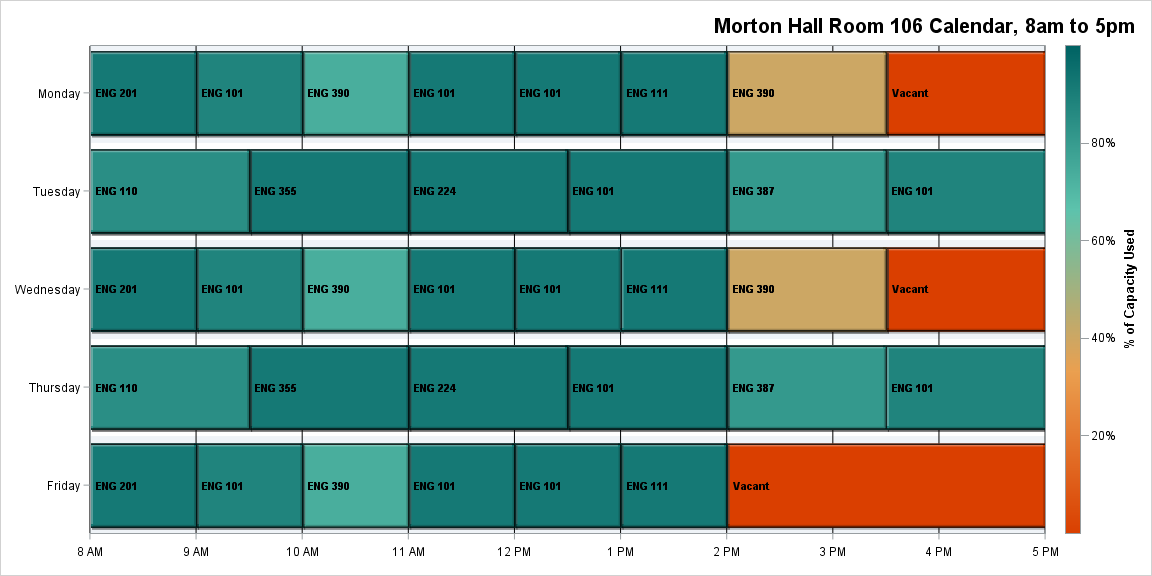 Morton Hall Room 106 Calendar, 8am to 5pm
Monday
ENG 201
ENG 101
ENG 390
ENG 101
ENG 101
ENG 111
ENG 390
Vacant
Tuesday
ENG 110
ENG 355
ENG 224
ENG 101
ENG 387
ENG 101
Wednesday
ENG 201
ENG 101
ENG 390
ENG 101
ENG 101
ENG 111
ENG 390
Vacant
Thursday
ENG 110
ENG 355
ENG 224
ENG 101
ENG 387
ENG 101
Friday
ENG 201
ENG 101
ENG 390
ENG 101
ENG 101
ENG 111
Vacant
8 AM
9 AM
10 AM
11 AM
12 PM
1 PM
2 PM
3 PM
4 PM
5 PM
80%
60%
40%
20%
% of Capacity Used